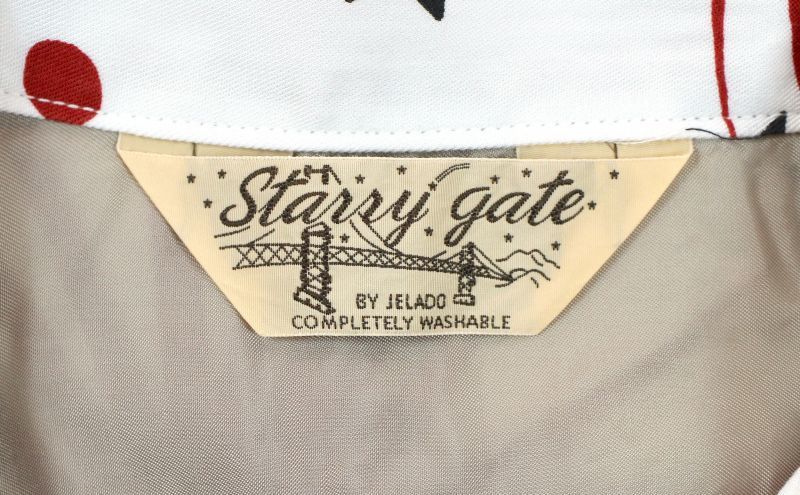 Starry gate
BY JELADO
COMPLETELY WASHABLE